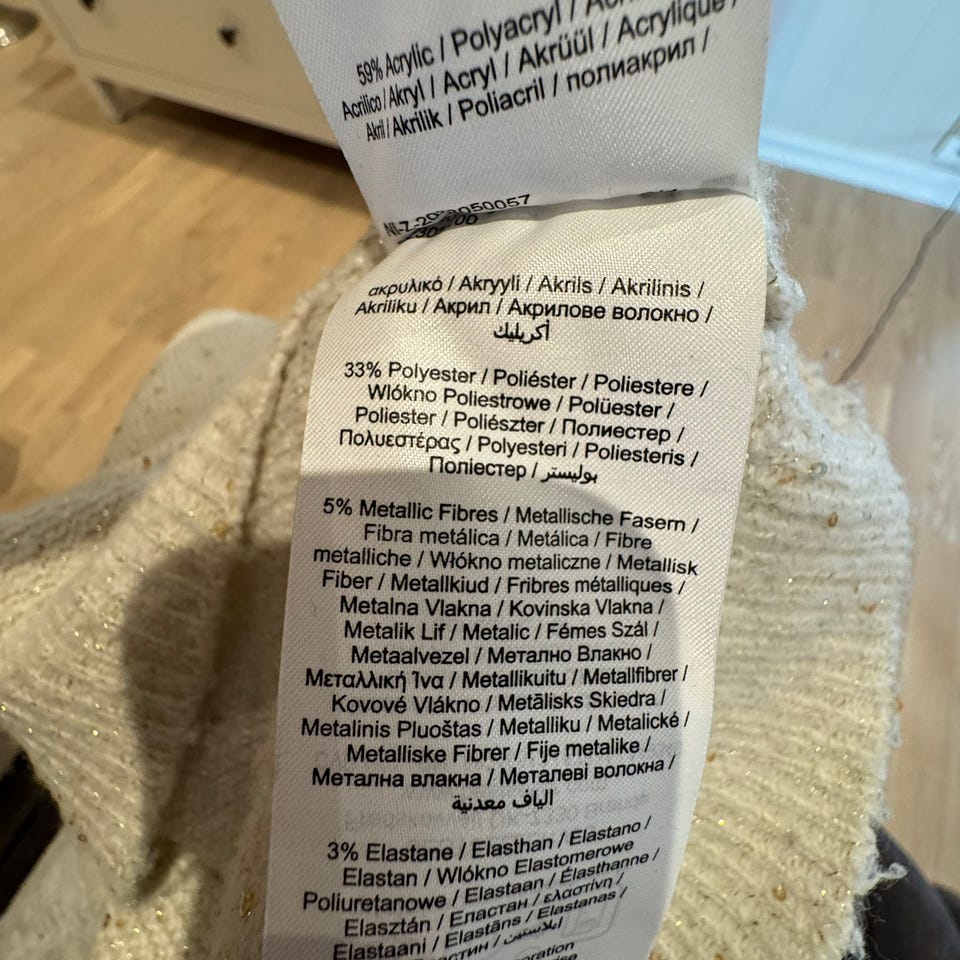 59% Acrylic / Polyacryl /
Acrilico / Akryl / Acryl / Akrüül / Acrylique /
Akril / Akrilik / Poliacril / полиакрил /
ακρυλικό / Akryyli / Akrils / Akrilinis /
Akriliku / Акрил / Акрилове волокно /
أكريليك
33% Polyester / Poliéster / Poliestere /
Wlókno Poliestrowe / Polüester /
Poliester / Poliészter / Полиестер /
Πολυεστέρας / Polyesteri / Poliesteris /
Поліестер / بوليستر
5% Metallic Fibres / Metallische Fasern /
Fibra metálica / Metálica / Fibre
metalliche / Włókno metaliczne / Metallisk
Fiber / Metallkiud / Fribres métalliques /
Metalna Vlakna / Kovinska Vlakna /
Metalik Lif / Metalic / Fémes Szál /
Metaalvezel / Метално Влакно /
Μεταλλική Ίνα / Metallikuitu / Metallfibrer /
Kovové Vlákno / Metālisks Skiedra /
Metalinis Pluoštas / Metalliku / Metalické /
Metalliske Fibrer / Fije metalike /
Метална влакна / Металеві волокна /
الياف معدنية
3% Elastane / Elasthan / Elastano /
Elastan / Wlókno Elastomerowe
Poliuretanowe / Elastaan / Élasthanne /
Elasztán / Еластан / ελαστίνη /
Elastaani / Elastāns / Elastanas /
ايلاستين /